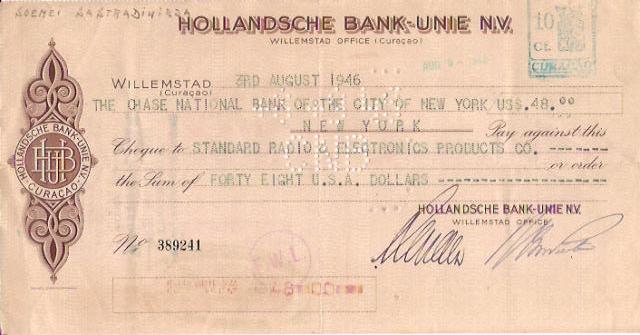 HOLLANDSCHE BANK-UNIE N.V.
WILLEMSTAD OFFICE (Curaçao)
10
CT.
CURAÇAO
WILLEMSTAD 3RD AUGUST 1946
(Curaçao)
THE CHASE NATIONAL BANK OF THE CITY OF NEW YORK US$.48.00
NEW YORK Pay against this
Cheque to STANDARD RADIO & ELECTRONICS PRODUCTS CO. -------
or order
the Sum of FORTY EIGHT U.S.A. DOLLARS --------------------
HOLLANDSCHE BANK-UNIE N.V.
WILLEMSTAD OFFICE
HOLLANDSCHE BANK-UNIE N.V.
CURAÇAO
HBU
No 389241